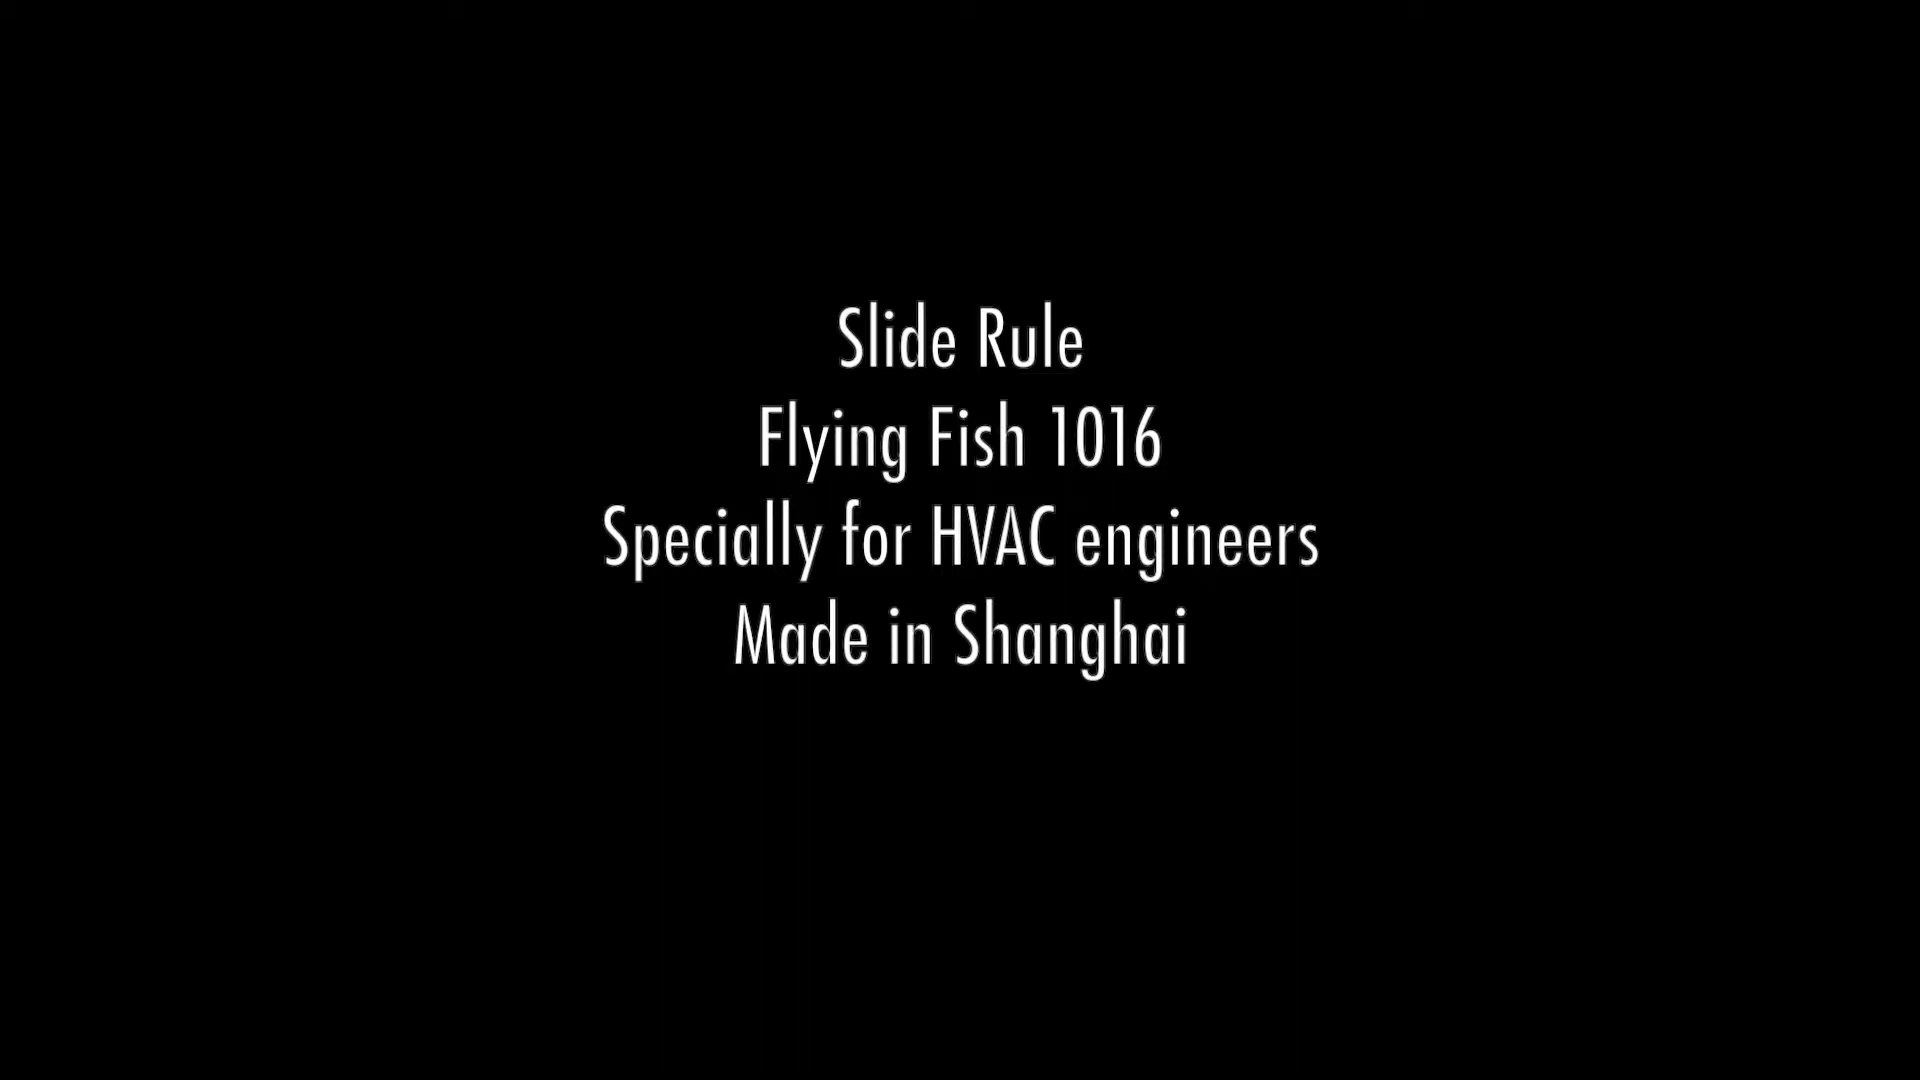 Slide Rule
Flying Fish 1016
Specially for HVAC engineers
Made in Shanghai